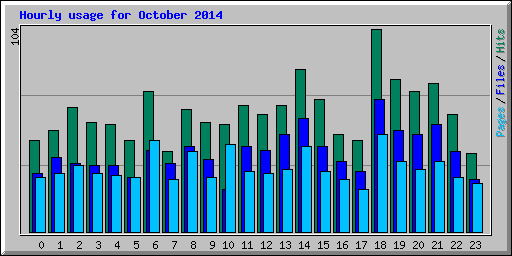 Hourly usage for October 2014
104
Pages / Files / Hits
0 1 2 3 4 5 6 7 8 9 10 11 12 13 14 15 16 17 18 19 20 21 22 23